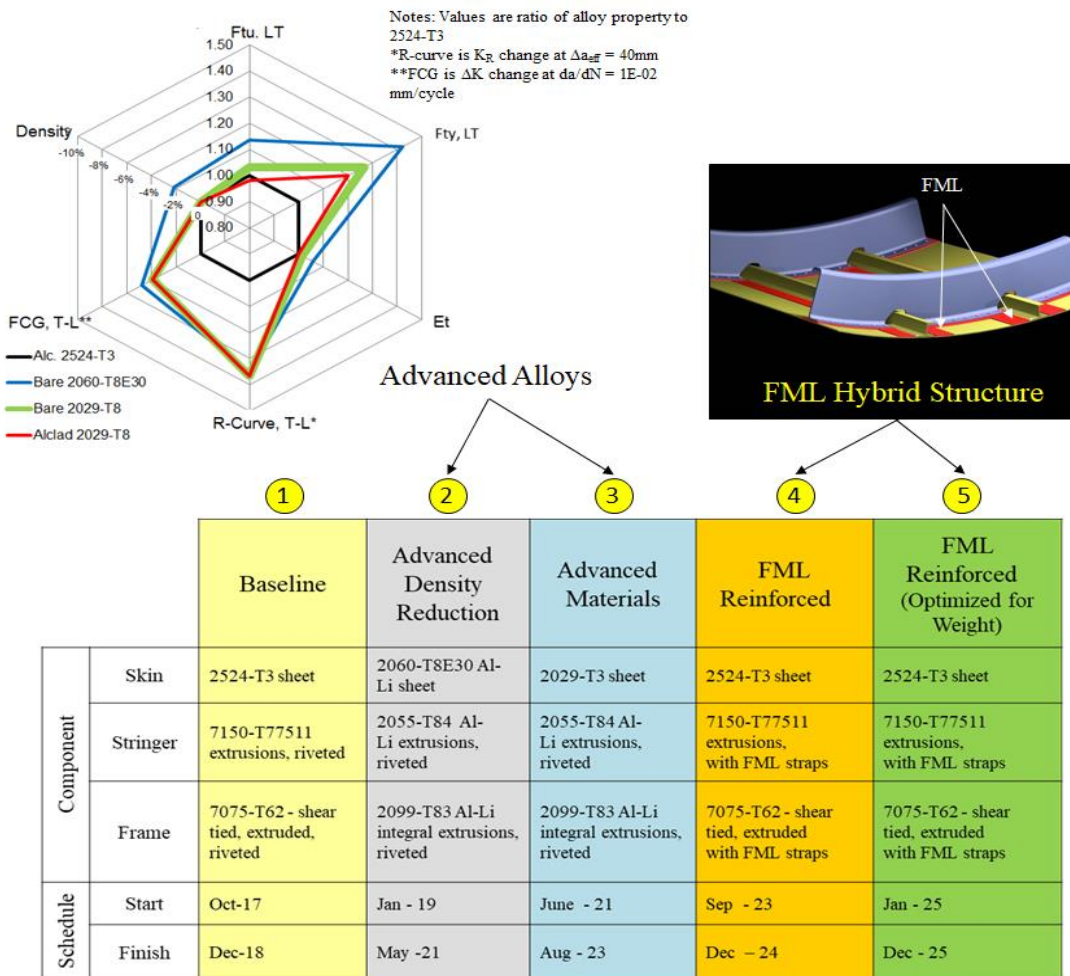 Notes: Values are ratio of alloy property to
2524-T3
*R-curve is KR change at Δaeff = 40mm
**FCG is ΔK change at da/dN = 1E-02
mm/cycle
Ftu. LT
1.50
1.40
1.30
1.20
1.10
1.00
0.90
0.80
Density
-10%
-8%
-6%
-4%
-2%
0
Fty, LT
Et
R-Curve, T-L*
FCG, T-L**
Alc. 2524-T3
Bare 2060-T8E30
Bare 2029-T8
Alclad 2029-T8
FML
FML Hybrid Structure
Advanced Alloys
1
2
3
4
5
Baseline
Advanced
Density
Reduction
Advanced
Materials
FML
Reinforced
FML
Reinforced
(Optimized for
Weight)
Component
Skin
2524-T3 sheet
2060-T8E30 Al-
Li sheet
2029-T3 sheet
2524-T3 sheet
2524-T3 sheet
Stringer
7150-T77511
extrusions, riveted
2055-T84 Al-
Li extrusions,
riveted
2055-T84 Al-
Li extrusions,
riveted
7150-T77511
extrusions,
with FML straps
7150-T77511
extrusions,
with FML straps
Frame
7075-T62 - shear
tied, extruded,
riveted
2099-T83 Al-Li
integral extrusions,
riveted
2099-T83 Al-Li
integral extrusions,
riveted
7075-T62 - shear
tied, extruded
with FML straps
7075-T62 - shear
tied, extruded
with FML straps
Schedule
Start
Oct-17
Jan - 19
June - 21
Sep - 23
Jan - 25
Finish
Dec-18
May -21
Aug - 23
Dec – 24
Dec - 25